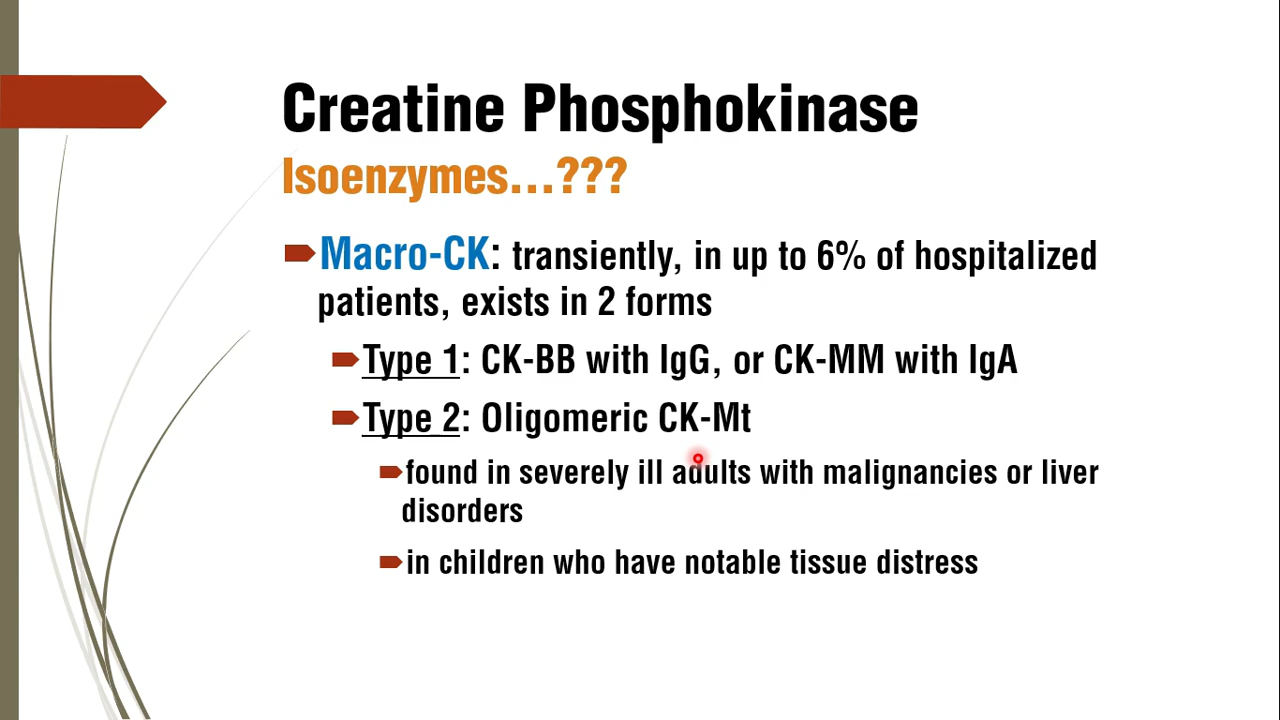 Creatine Phosphokinase
Isoenzymes...???
Macro-CK: transiently, in up to 6% of hospitalized
patients, exists in 2 forms
Type 1: CK-BB with IgG, or CK-MM with IgA
Type 2: Oligomeric CK-Mt
found in severely ill adults with malignancies or liver
disorders
in children who have notable tissue distress